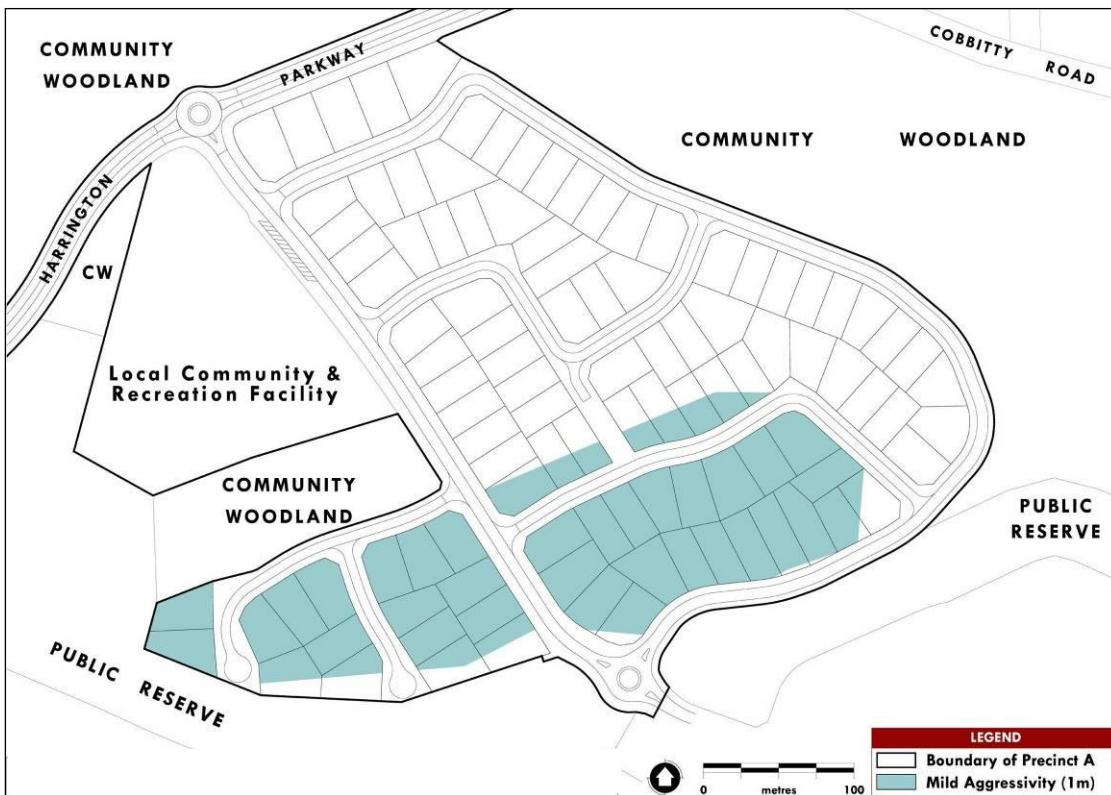 COMMUNITY
WOODLAND
PARKWAY
COBBITTY ROAD
COMMUNITY WOODLAND
HARRINGTON
CW
Local Community &
Recreation Facility
COMMUNITY
WOODLAND
PUBLIC
RESERVE
PUBLIC RESERVE
LEGEND
Boundary of Precinct A
Mild Aggressivity (1m)
0 metres 100